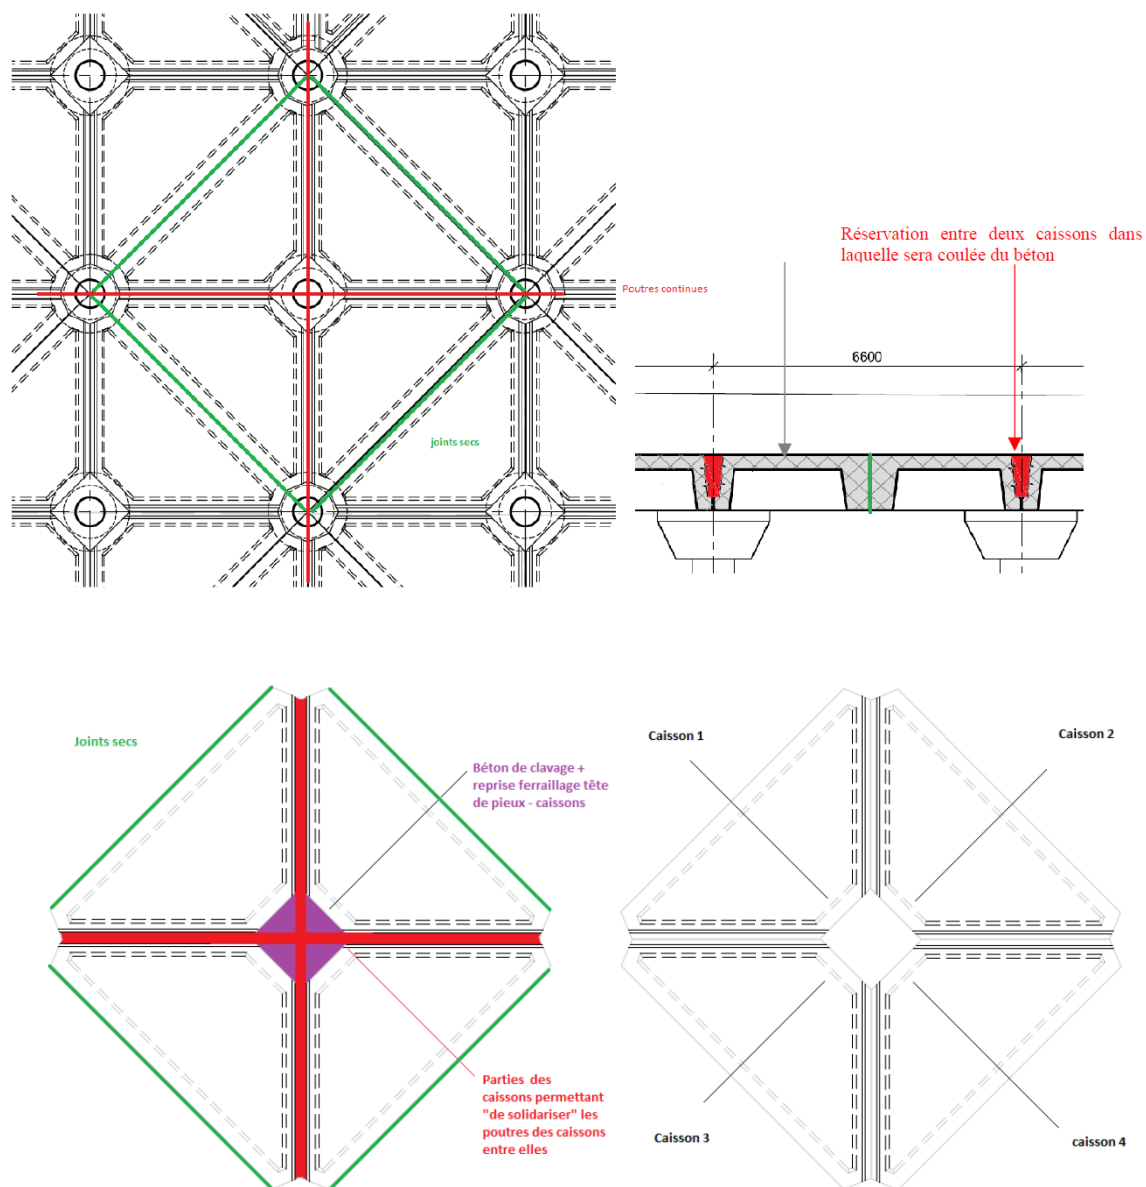 Réservation entre deux caissons dans
laquelle sera coulée du béton
Poutres continues
6600
joints secs
Joints secs
Béton de clavage +
reprise ferraillage tête
de pieux - caissons
Parties des
caissons permettant
"de solidariser" les
poutres des caissons
entre elles
Caisson 1
Caisson 2
Caisson 3
caisson 4